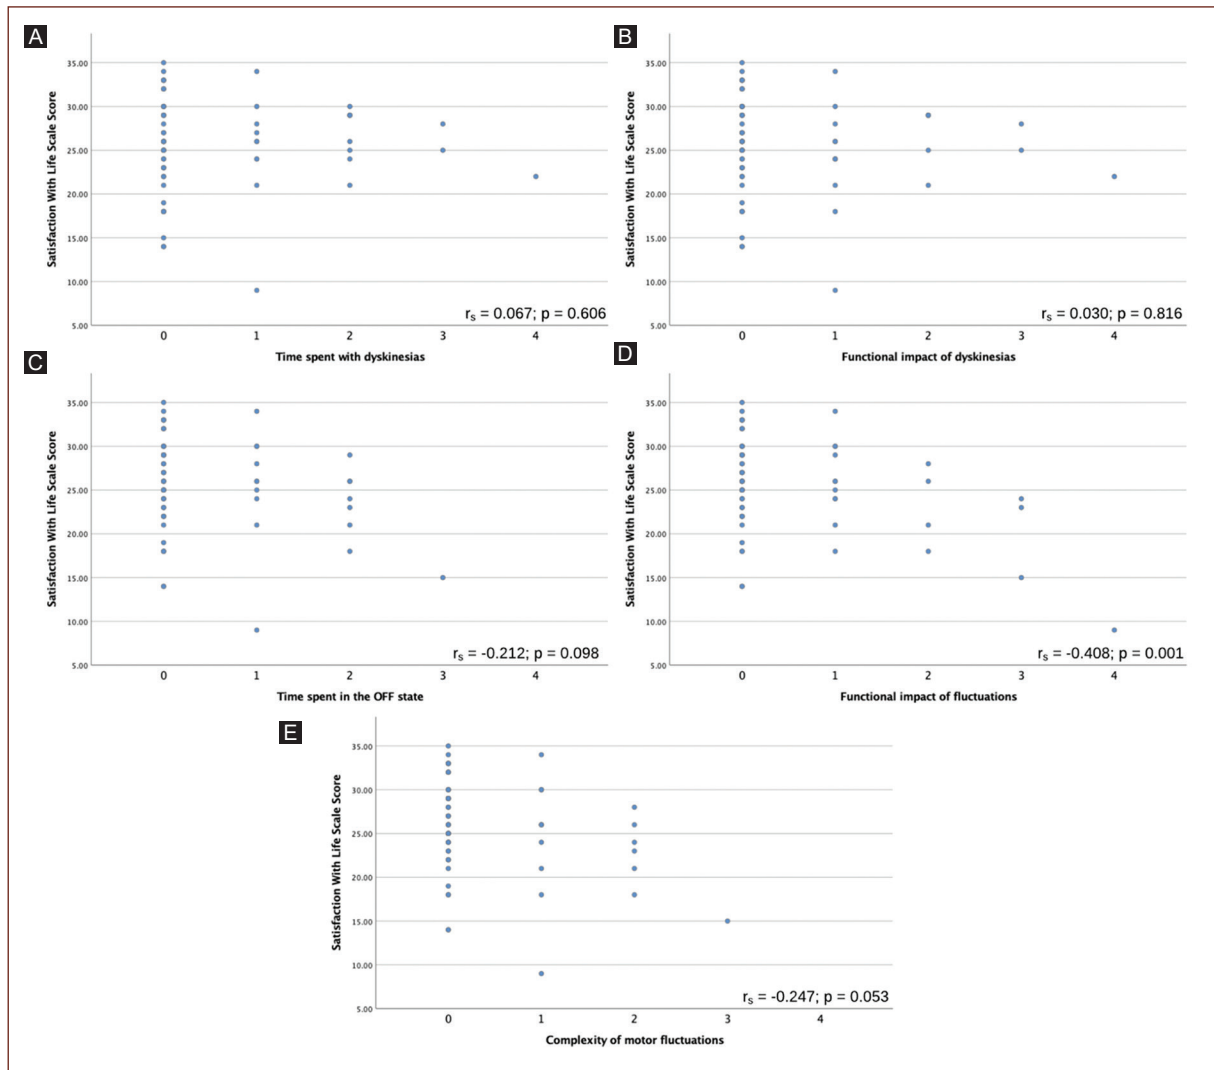 A
Satisfaction With Life Scale Score
35.00
30.00
25.00
20.00
15.00
10.00
5.00
r_s = 0.067; p = 0.606
0 1 2 3 4
Time spent with dyskinesias
B
Satisfaction With Life Scale Score
35.00
30.00
25.00
20.00
15.00
10.00
5.00
r_s = 0.030; p = 0.816
0 1 2 3 4
Functional impact of dyskinesias
C
Satisfaction With Life Scale Score
35.00
30.00
25.00
20.00
15.00
10.00
5.00
r_s = -0.212; p = 0.098
0 1 2 3 4
Time spent in the OFF state
D
Satisfaction With Life Scale Score
35.00
30.00
25.00
20.00
15.00
10.00
5.00
r_s = -0.408; p = 0.001
0 1 2 3 4
Functional impact of fluctuations
E
Satisfaction With Life Scale Score
35.00
30.00
25.00
20.00
15.00
10.00
5.00
r_s = -0.247; p = 0.053
0 1 2 3 4
Complexity of motor fluctuations